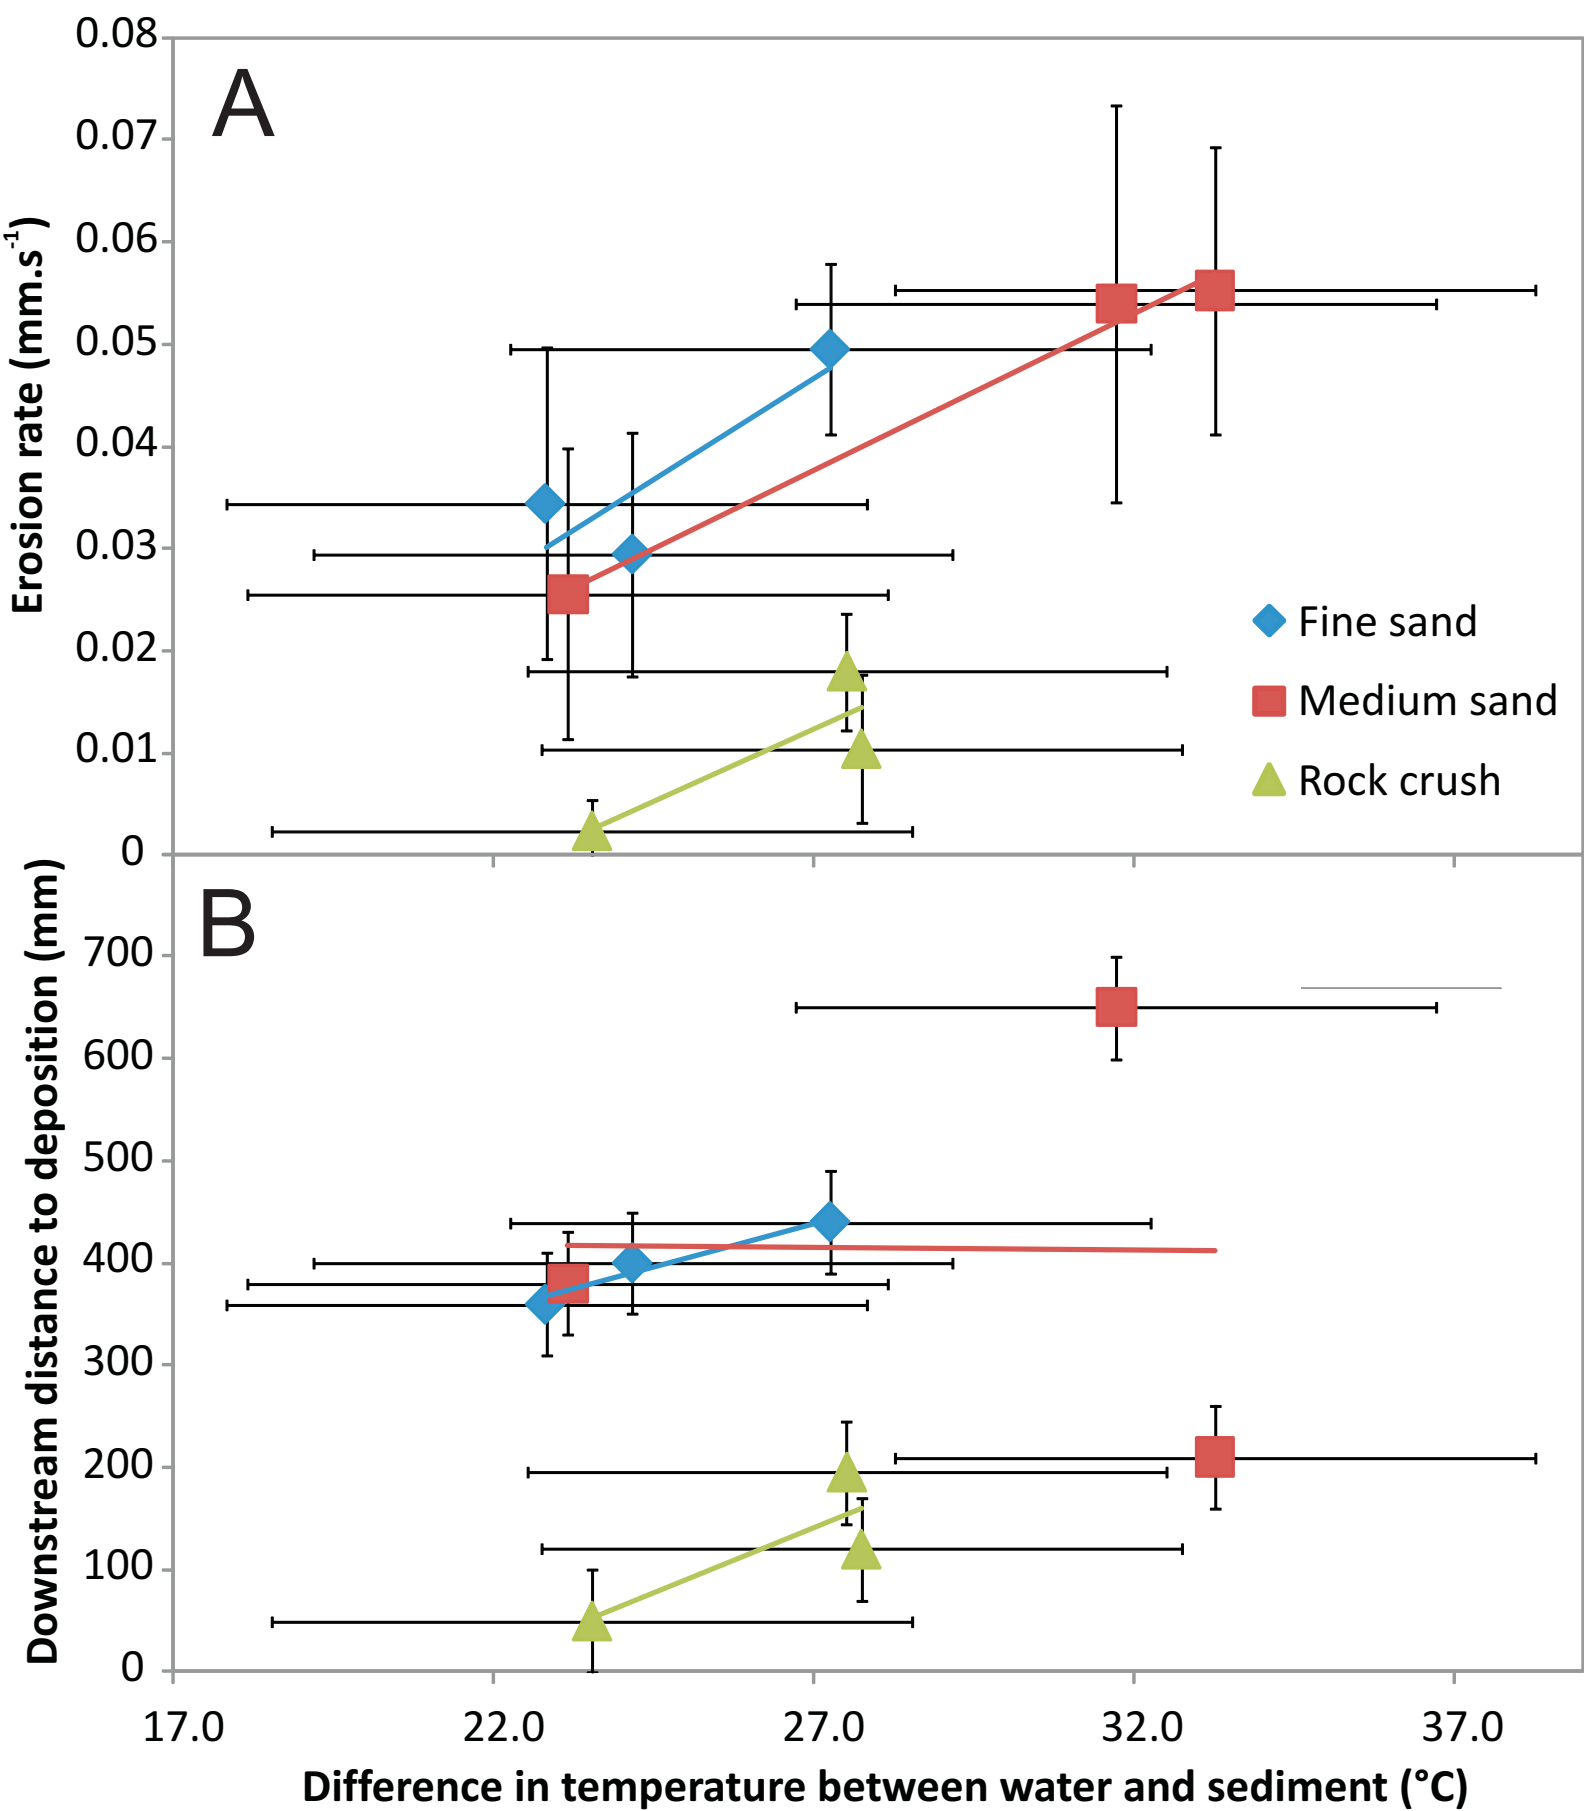 A
0.08
0.07
0.06
0.05
0.04
0.03
0.02
0.01
0
Erosion rate (mm.s-1)
Fine sand
Medium sand
Rock crush
B
700
600
500
400
300
200
100
0
Downstream distance to deposition (mm)
17.0 22.0 27.0 32.0 37.0
Difference in temperature between water and sediment (°C)